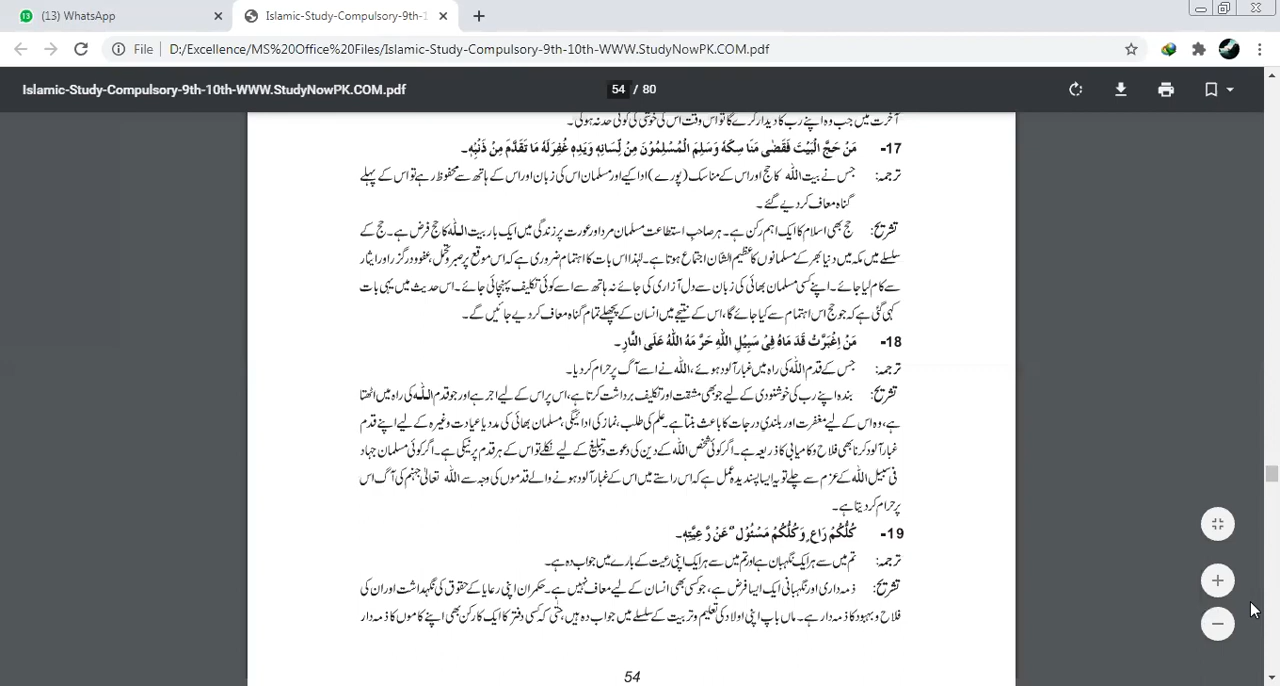 (13) WhatsApp
Islamic-Study-Compulsory-9th-1
File
D:/Excellence/MS%20Office%20Files/Islamic-Study-Compulsory-9th-10th-WWW.StudyNowPK.COM.pdf
Islamic-Study-Compulsory-9th-10th-WWW.StudyNowPK.COM.pdf
54 / 80
آخرت میں جب وہ اپنے رب کا دیدار کرے گا تو اس وقت اس کی خوشی کی کوئی حد نہ ہوگی۔
17- مَنْ حَجَّ الْبَيْتَ فَقَضٰى مَنَا سِكَهٗ وَسَلِمَ الْمُسْلِمُوْنَ مِنْ لِّسَانِهٖ وَيَدِهٖ غُفِرَلَهٗ مَا تَقَدَّمَ مِنْ ذَنْبِهٖ۔
ترجمہ: جس نے بیت اللہ کا حج اور اس کے مناسک (پورے) ادا کیے اور مسلمان اس کی زبان اور اس کے ہاتھ سے محفوظ رہے تو اس کے پہلے
گناہ معاف کر دیے گئے۔
تشریح: حج بھی اسلام کا ایک اہم رکن ہے۔ ہر صاحبِ استطاعت مسلمان مرد اور عورت پر زندگی میں ایک بار بیت اللہ کا حج فرض ہے۔ حج کے
سلسلے میں مکہ میں دنیا بھر کے مسلمانوں کا عظیم الشان اجتماع ہوتا ہے۔ لہٰذا اس بات کا اہتمام ضروری ہے کہ اس موقع پر صبر و تحمل، عفو و درگزر اور ایثار
سے کام لیا جائے۔ اپنے کسی مسلمان بھائی کی زبان سے دل آزاری کی جائے نہ ہاتھ سے اسے کوئی تکلیف پہنچائی جائے۔ اس حدیث میں یہی بات
کہی گئی ہے کہ جو حج اس اہتمام سے کیا جائے گا، اس کے نتیجے میں انسان کے پچھلے تمام گناہ معاف کر دیے جائیں گے۔
18- مَنْ اِغْبَرَّتْ قَدَ مَاهُ فِىْ سَبِيْلِ اللّٰهِ حَرَّ مَهُ اللّٰهُ عَلَى النَّارِ۔
ترجمہ: جس کے قدم اللہ کی راہ میں غبار آلود ہوئے، اللہ نے اسے آگ پر حرام کر دیا۔
تشریح: بندہ اپنے رب کی خوشنودی کے لیے جو بھی مشقت اور تکلیف برداشت کرتا ہے، اس پر اس کے لیے اجر ہے اور جو قدم اللہ کی راہ میں اٹھتا
ہے، وہ اس کے لیے مغفرت اور بلندیِ درجات کا باعث بنتا ہے۔ علم کی طلب، نماز کی ادائیگی، مسلمان بھائی کی مدد یا عیادت وغیرہ کے لیے اپنے قدم
غبار آلود کرنا بھی فلاح و کامیابی کا ذریعہ ہے۔ اگر کوئی شخص اللہ کے دین کی دعوت و تبلیغ کے لیے نکلے تو اس کے ہر قدم پر نیکی ہے۔ اگر کوئی مسلمان جہاد
فی سبیل اللہ کے عزم سے چلے تو یہ ایسا پسندیدہ عمل ہے کہ اس راستے میں اس کے غبار آلود ہونے والے قدموں کی وجہ سے اللہ تعالیٰ جہنم کی آگ اس
پر حرام کر دیتا ہے۔
19- كُلُّكُمْ رَاعٍ وَكُلُّكُمْ مَسْئُوْلٌ عَنْ رَّعِيَّتِهٖ۔
ترجمہ: تم میں سے ہر ایک نگہبان ہے اور تم میں سے ہر ایک اپنی رعیت کے بارے میں جواب دہ ہے۔
تشریح: ذمہ داری اور نگہبانی ایک ایسا فرض ہے، جو کسی بھی انسان کے لیے معاف نہیں ہے۔ حکمران اپنی رعایا کے حقوق کی نگہداشت اور ان کی
فلاح و بہبود کا ذمہ دار ہے۔ ماں باپ اپنی اولاد کی تعلیم و تربیت کے سلسلے میں جواب دہ ہیں، حتّٰی کہ کسی دفتر کا ایک کارکن بھی اپنے کاموں کا ذمہ دار
54